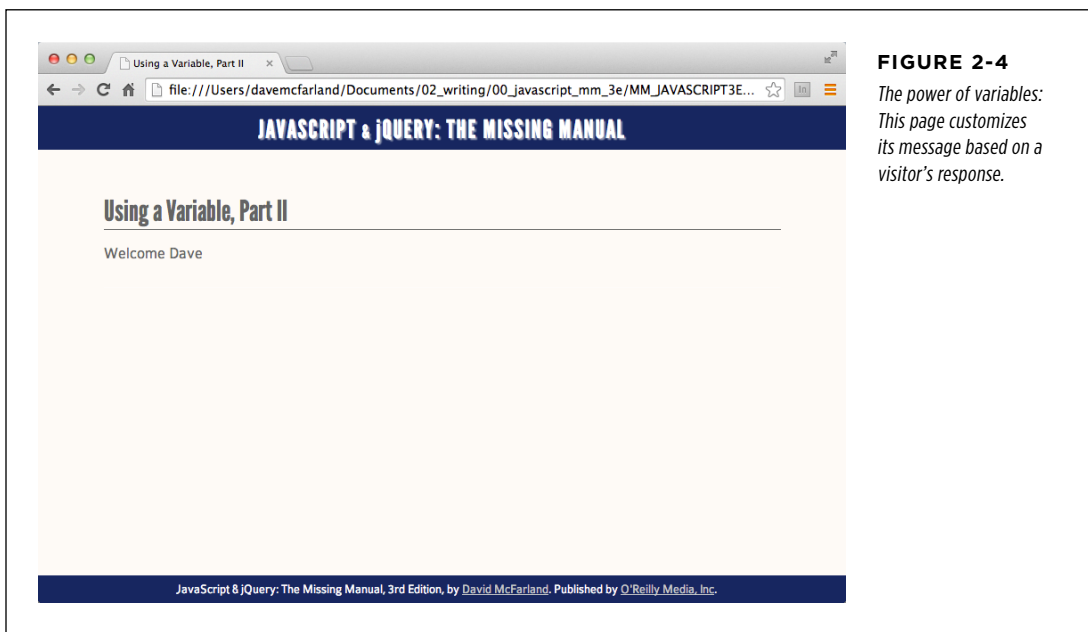 Using a Variable, Part II
file:///Users/davemcfarland/Documents/02_writing/00_javascript_mm_3e/MM_JAVASCRIPT3E...
in
JAVASCRIPT & jQUERY: THE MISSING MANUAL
Using a Variable, Part II
Welcome Dave
JavaScript & jQuery: The Missing Manual, 3rd Edition, by David McFarland. Published by O'Reilly Media, Inc.
FIGURE 2-4
The power of variables:
This page customizes
its message based on a
visitor’s response.